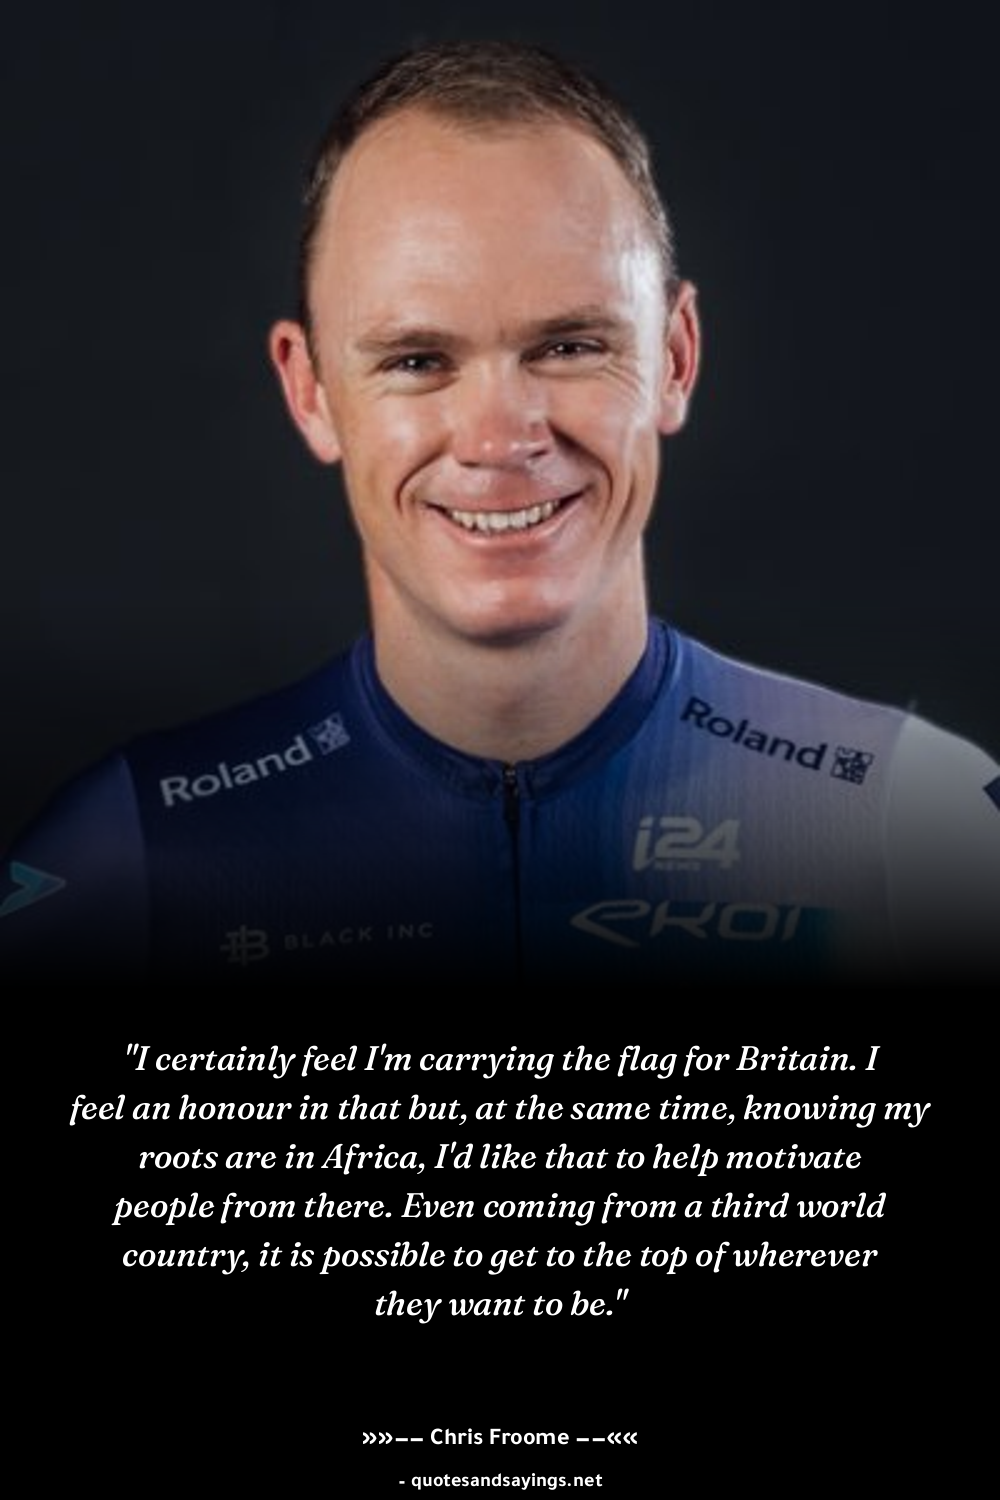 Roland
Roland
i24
NEWS
EKOI
BLACK INC
"I certainly feel I'm carrying the flag for Britain. I
feel an honour in that but, at the same time, knowing my
roots are in Africa, I'd like that to help motivate
people from there. Even coming from a third world
country, it is possible to get to the top of wherever
they want to be."
»»–– Chris Froome ––««
- quotesandsayings.net